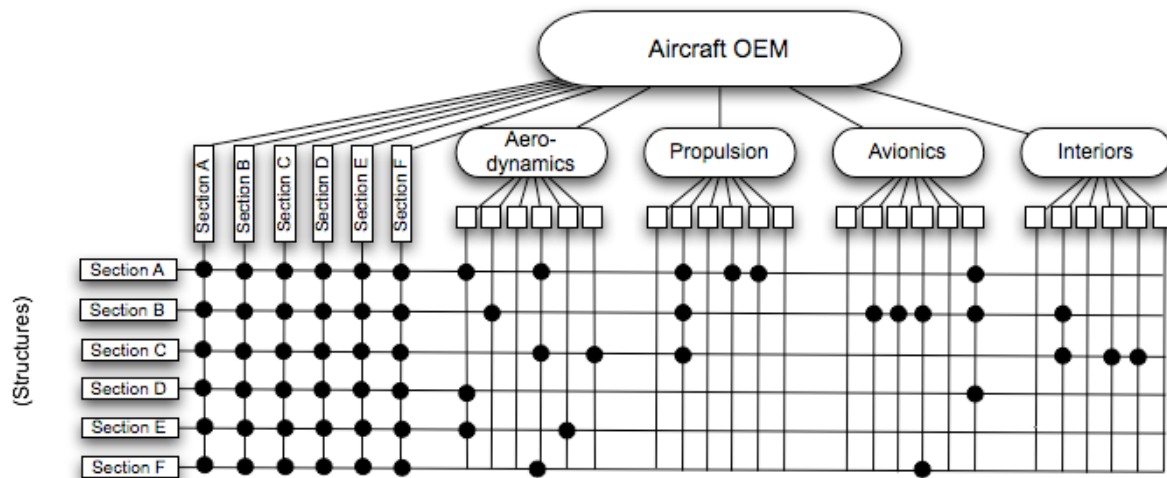 Aircraft OEM
Section A
Section B
Section C
Section D
Section E
Section F
Aero-
dynamics
Propulsion
Avionics
Interiors
(Structures)
Section A
Section B
Section C
Section D
Section E
Section F